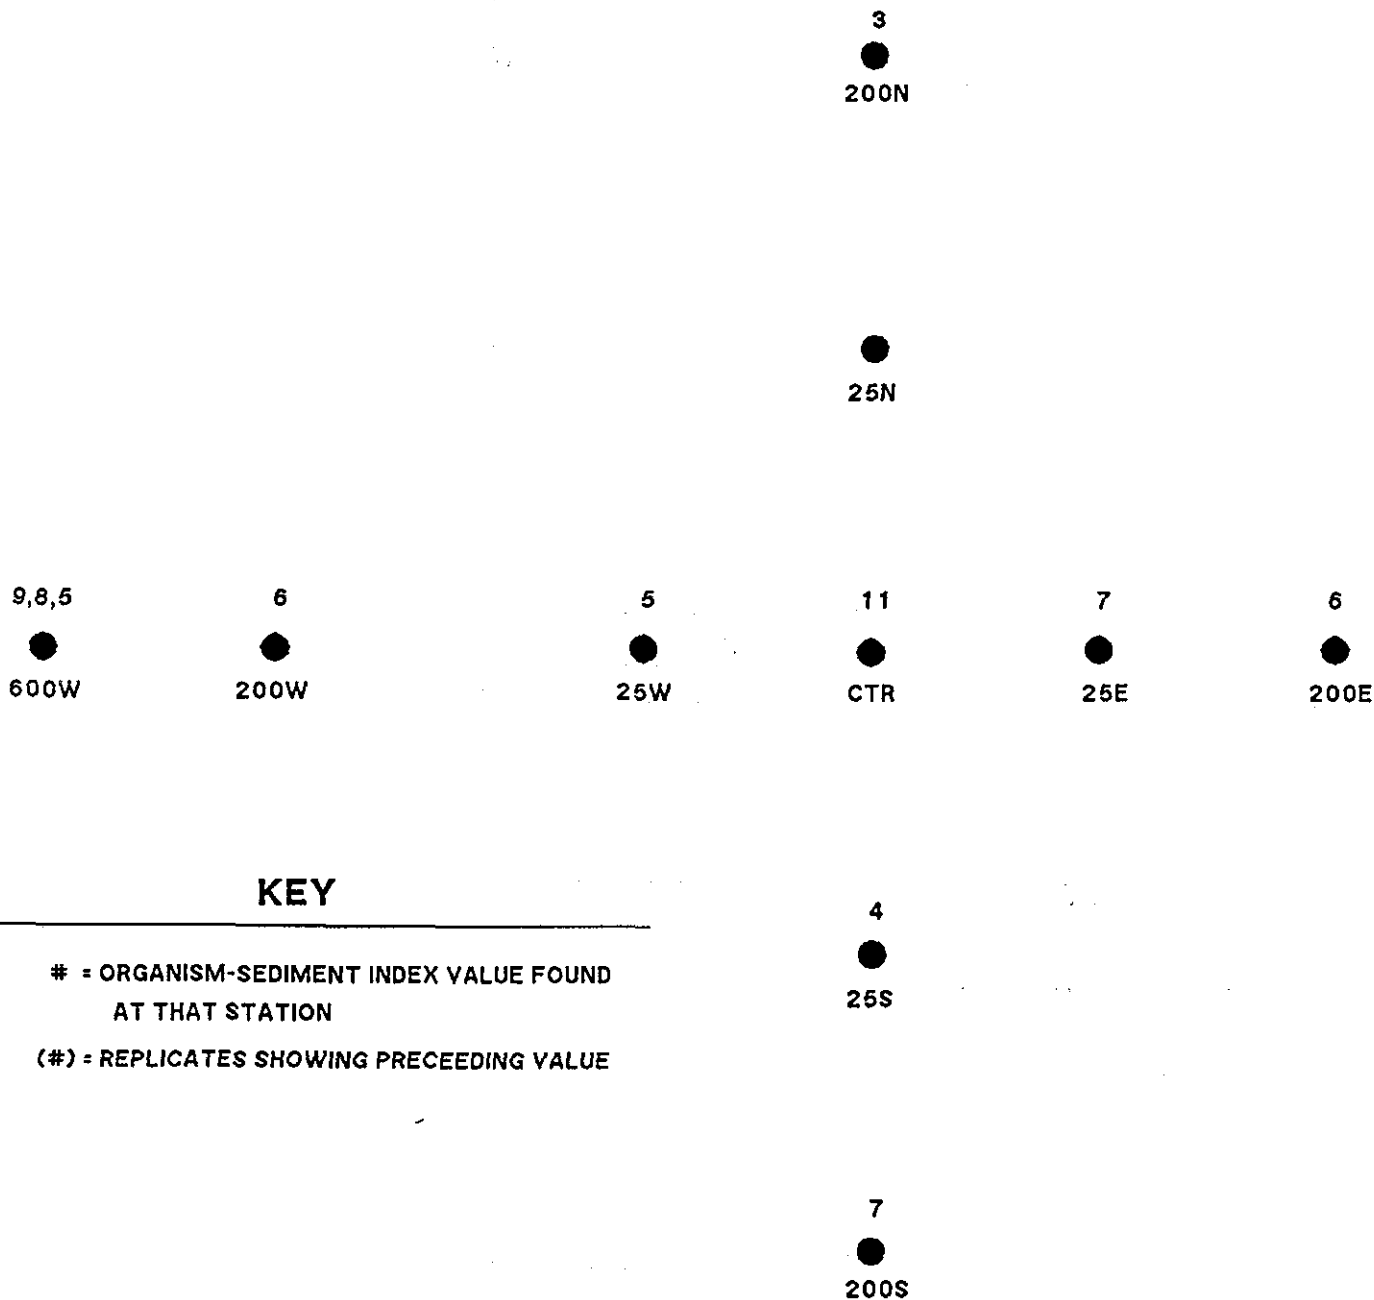 3
200N
25N
9,8,5 6 5 11 7 6
600W 200W 25W CTR 25E 200E
KEY
# = ORGANISM-SEDIMENT INDEX VALUE FOUND
AT THAT STATION
(#) = REPLICATES SHOWING PRECEEDING VALUE
4
25S
7
200S